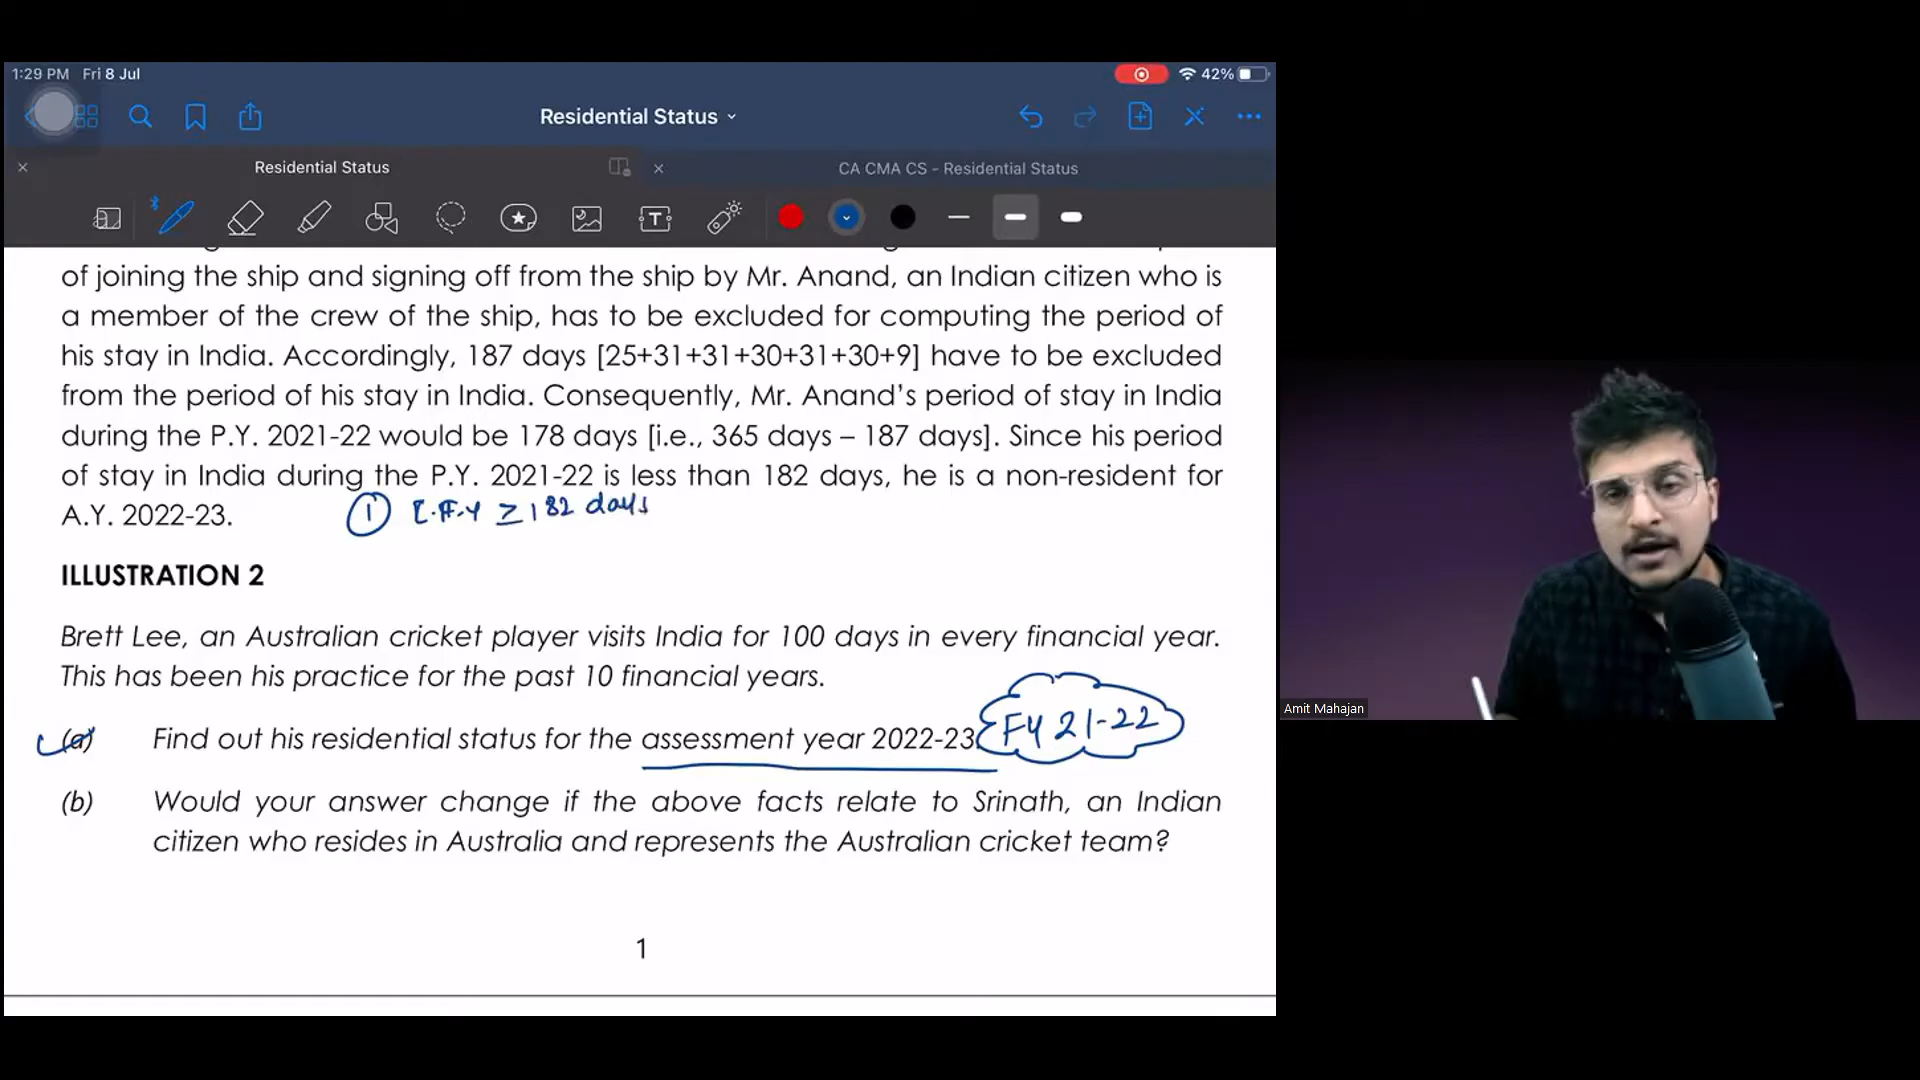 1:29 PM Fri 8 Jul
42%
Residential Status
Residential Status
CA CMA CS - Residential Status
of joining the ship and signing off from the ship by Mr. Anand, an Indian citizen who is
a member of the crew of the ship, has to be excluded for computing the period of
his stay in India. Accordingly, 187 days [25+31+31+30+31+30+9] have to be excluded
from the period of his stay in India. Consequently, Mr. Anand’s period of stay in India
during the P.Y. 2021-22 would be 178 days [i.e., 365 days – 187 days]. Since his period
of stay in India during the P.Y. 2021-22 is less than 182 days, he is a non-resident for
A.Y. 2022-23.
① ≥ 182 days
ILLUSTRATION 2
Brett Lee, an Australian cricket player visits India for 100 days in every financial year.
This has been his practice for the past 10 financial years.
(a) Find out his residential status for the assessment year 2022-23.
FY 21-22
(b) Would your answer change if the above facts relate to Srinath, an Indian
citizen who resides in Australia and represents the Australian cricket team?
1
Amit Mahajan